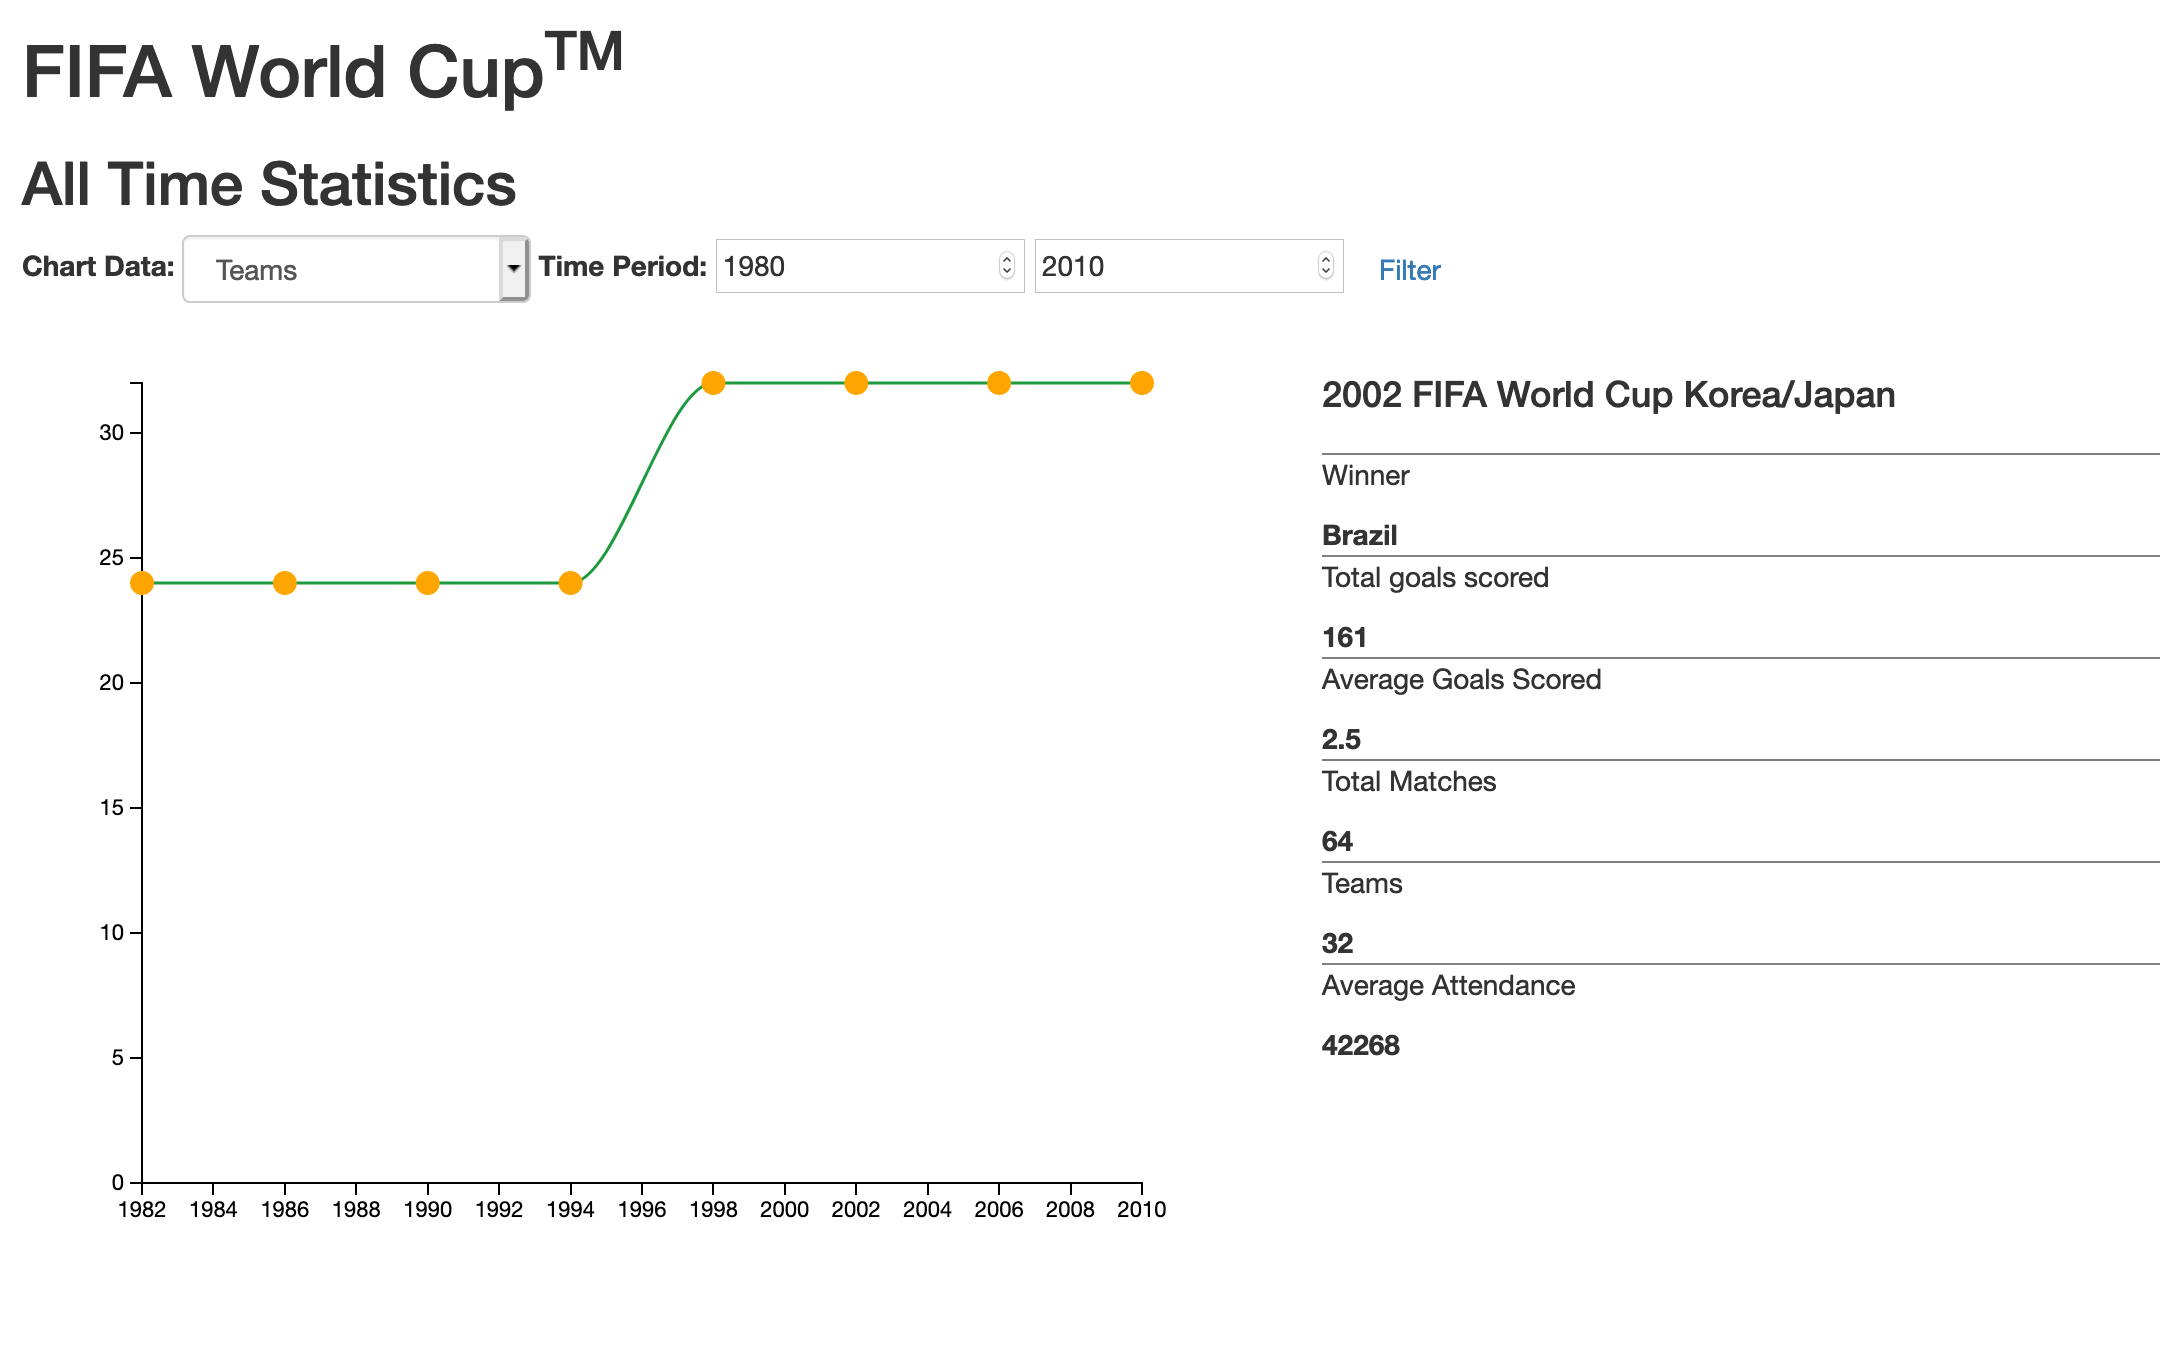 FIFA World Cup™
All Time Statistics
Chart Data: Teams Time Period: 1980 2010 Filter
30
25
20
15
10
5
0
1982 1984 1986 1988 1990 1992 1994 1996 1998 2000 2002 2004 2006 2008 2010
2002 FIFA World Cup Korea/Japan
Winner
Brazil
Total goals scored
161
Average Goals Scored
2.5
Total Matches
64
Teams
32
Average Attendance
42268